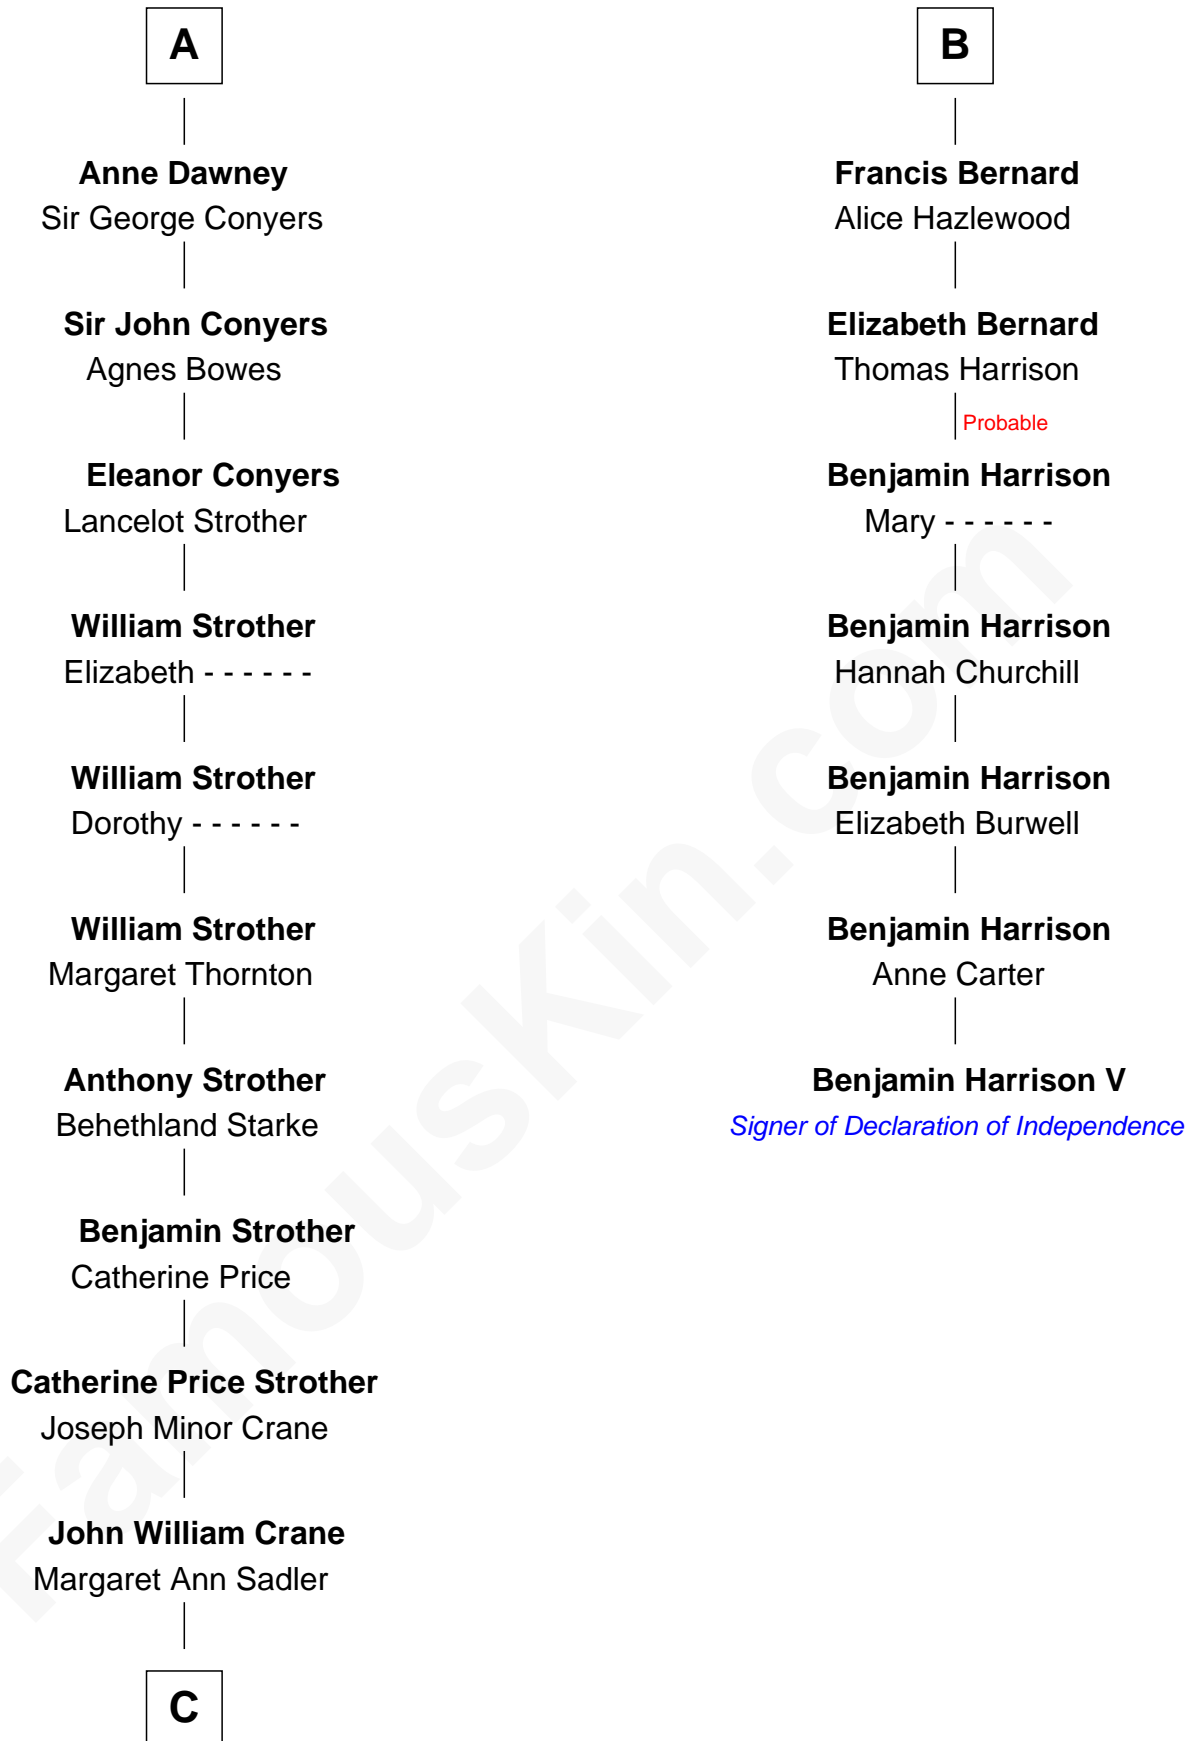 A
Anne Dawney
Sir George Conyers
Sir John Conyers
Agnes Bowes
Eleanor Conyers
Lancelot Strother
William Strother
Elizabeth - - - - - -
William Strother
Dorothy - - - - - -
William Strother
Margaret Thornton
Anthony Strother
Behethland Starke
Benjamin Strother
Catherine Price
Catherine Price Strother
Joseph Minor Crane
John William Crane
Margaret Ann Sadler
C
B
Francis Bernard
Alice Hazlewood
Elizabeth Bernard
Thomas Harrison
Probable
Benjamin Harrison
Mary - - - - - -
Benjamin Harrison
Hannah Churchill
Benjamin Harrison
Elizabeth Burwell
Benjamin Harrison
Anne Carter
Benjamin Harrison V
Signer of Declaration of Independence
FamousKin.com